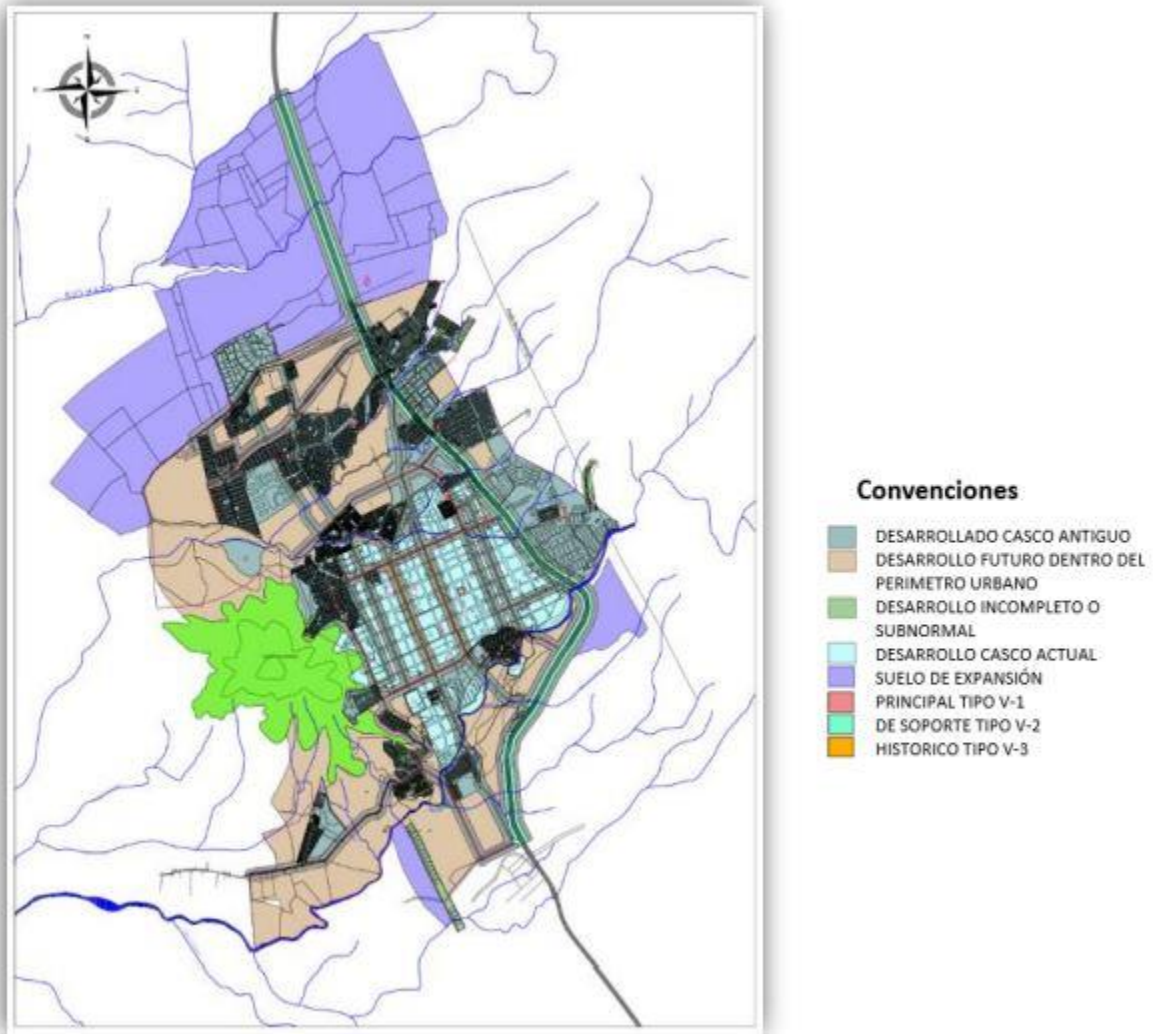 Convenciones
DESARROLLADO CASCO ANTIGUO
DESARROLLO FUTURO DENTRO DEL
PERIMETRO URBANO
DESARROLLO INCOMPLETO O
SUBNORMAL
DESARROLLO CASCO ACTUAL
SUELO DE EXPANSIÓN
PRINCIPAL TIPO V-1
DE SOPORTE TIPO V-2
HISTORICO TIPO V-3